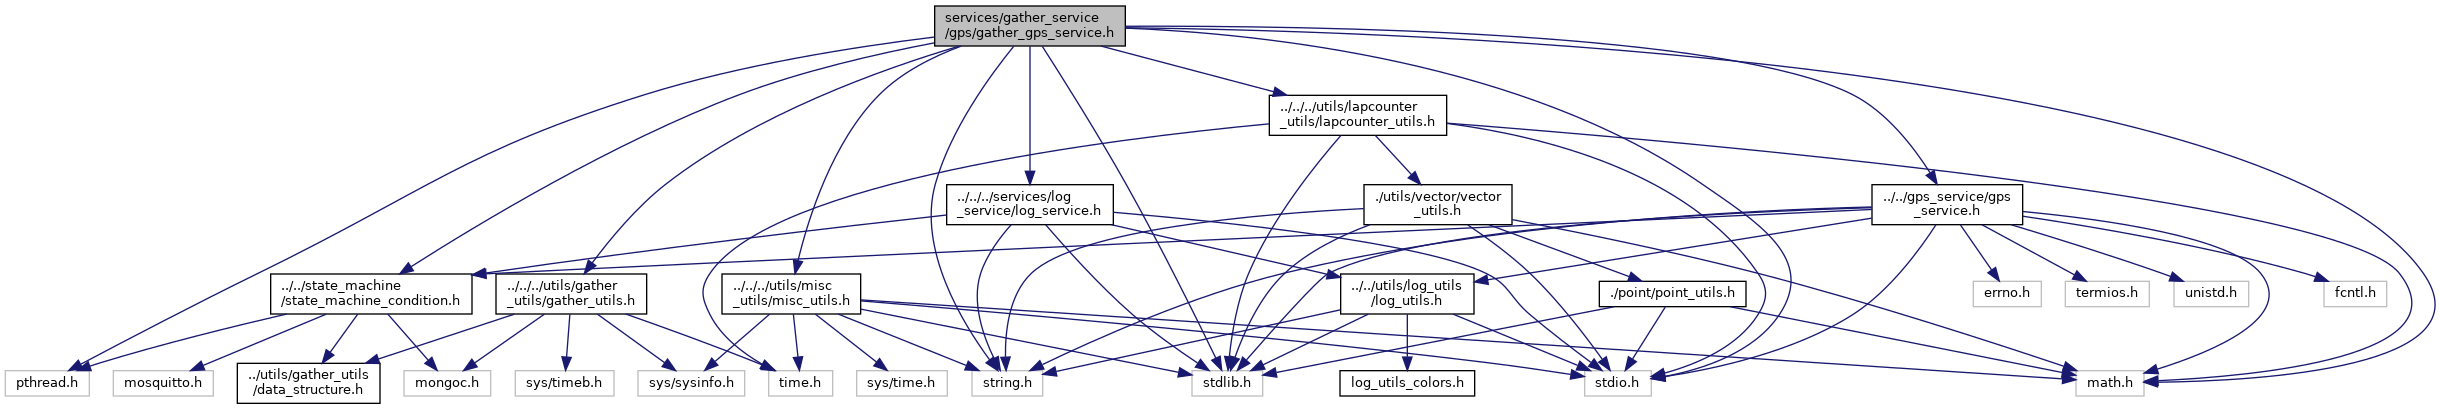 services/gather_service
/gps/gather_gps_service.h
../../../utils/lapcounter
_utils/lapcounter_utils.h
../../../services/log
_service/log_service.h
./utils/vector/vector
_utils.h
../../gps_service/gps
_service.h
../../state_machine
/state_machine_condition.h
../../../utils/gather
_utils/gather_utils.h
../../../utils/misc
_utils/misc_utils.h
../../utils/log_utils
/log_utils.h
./point/point_utils.h
errno.h
termios.h
unistd.h
fcntl.h
pthread.h
mosquitto.h
../utils/gather_utils
/data_structure.h
mongoc.h
sys/timeb.h
sys/sysinfo.h
time.h
sys/time.h
string.h
stdlib.h
log_utils_colors.h
stdio.h
math.h